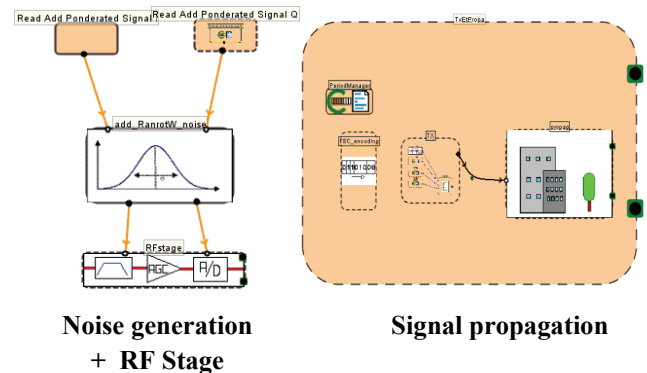 Read Add Ponderated Signal I
Read Add Ponderated Signal Q
add_RanrotW_noise
RFstage
AGC
A/D
Noise generation
+ RF Stage
TxEtPropa
PeriodManager
FEC_encoding
TX
propag
Signal propagation